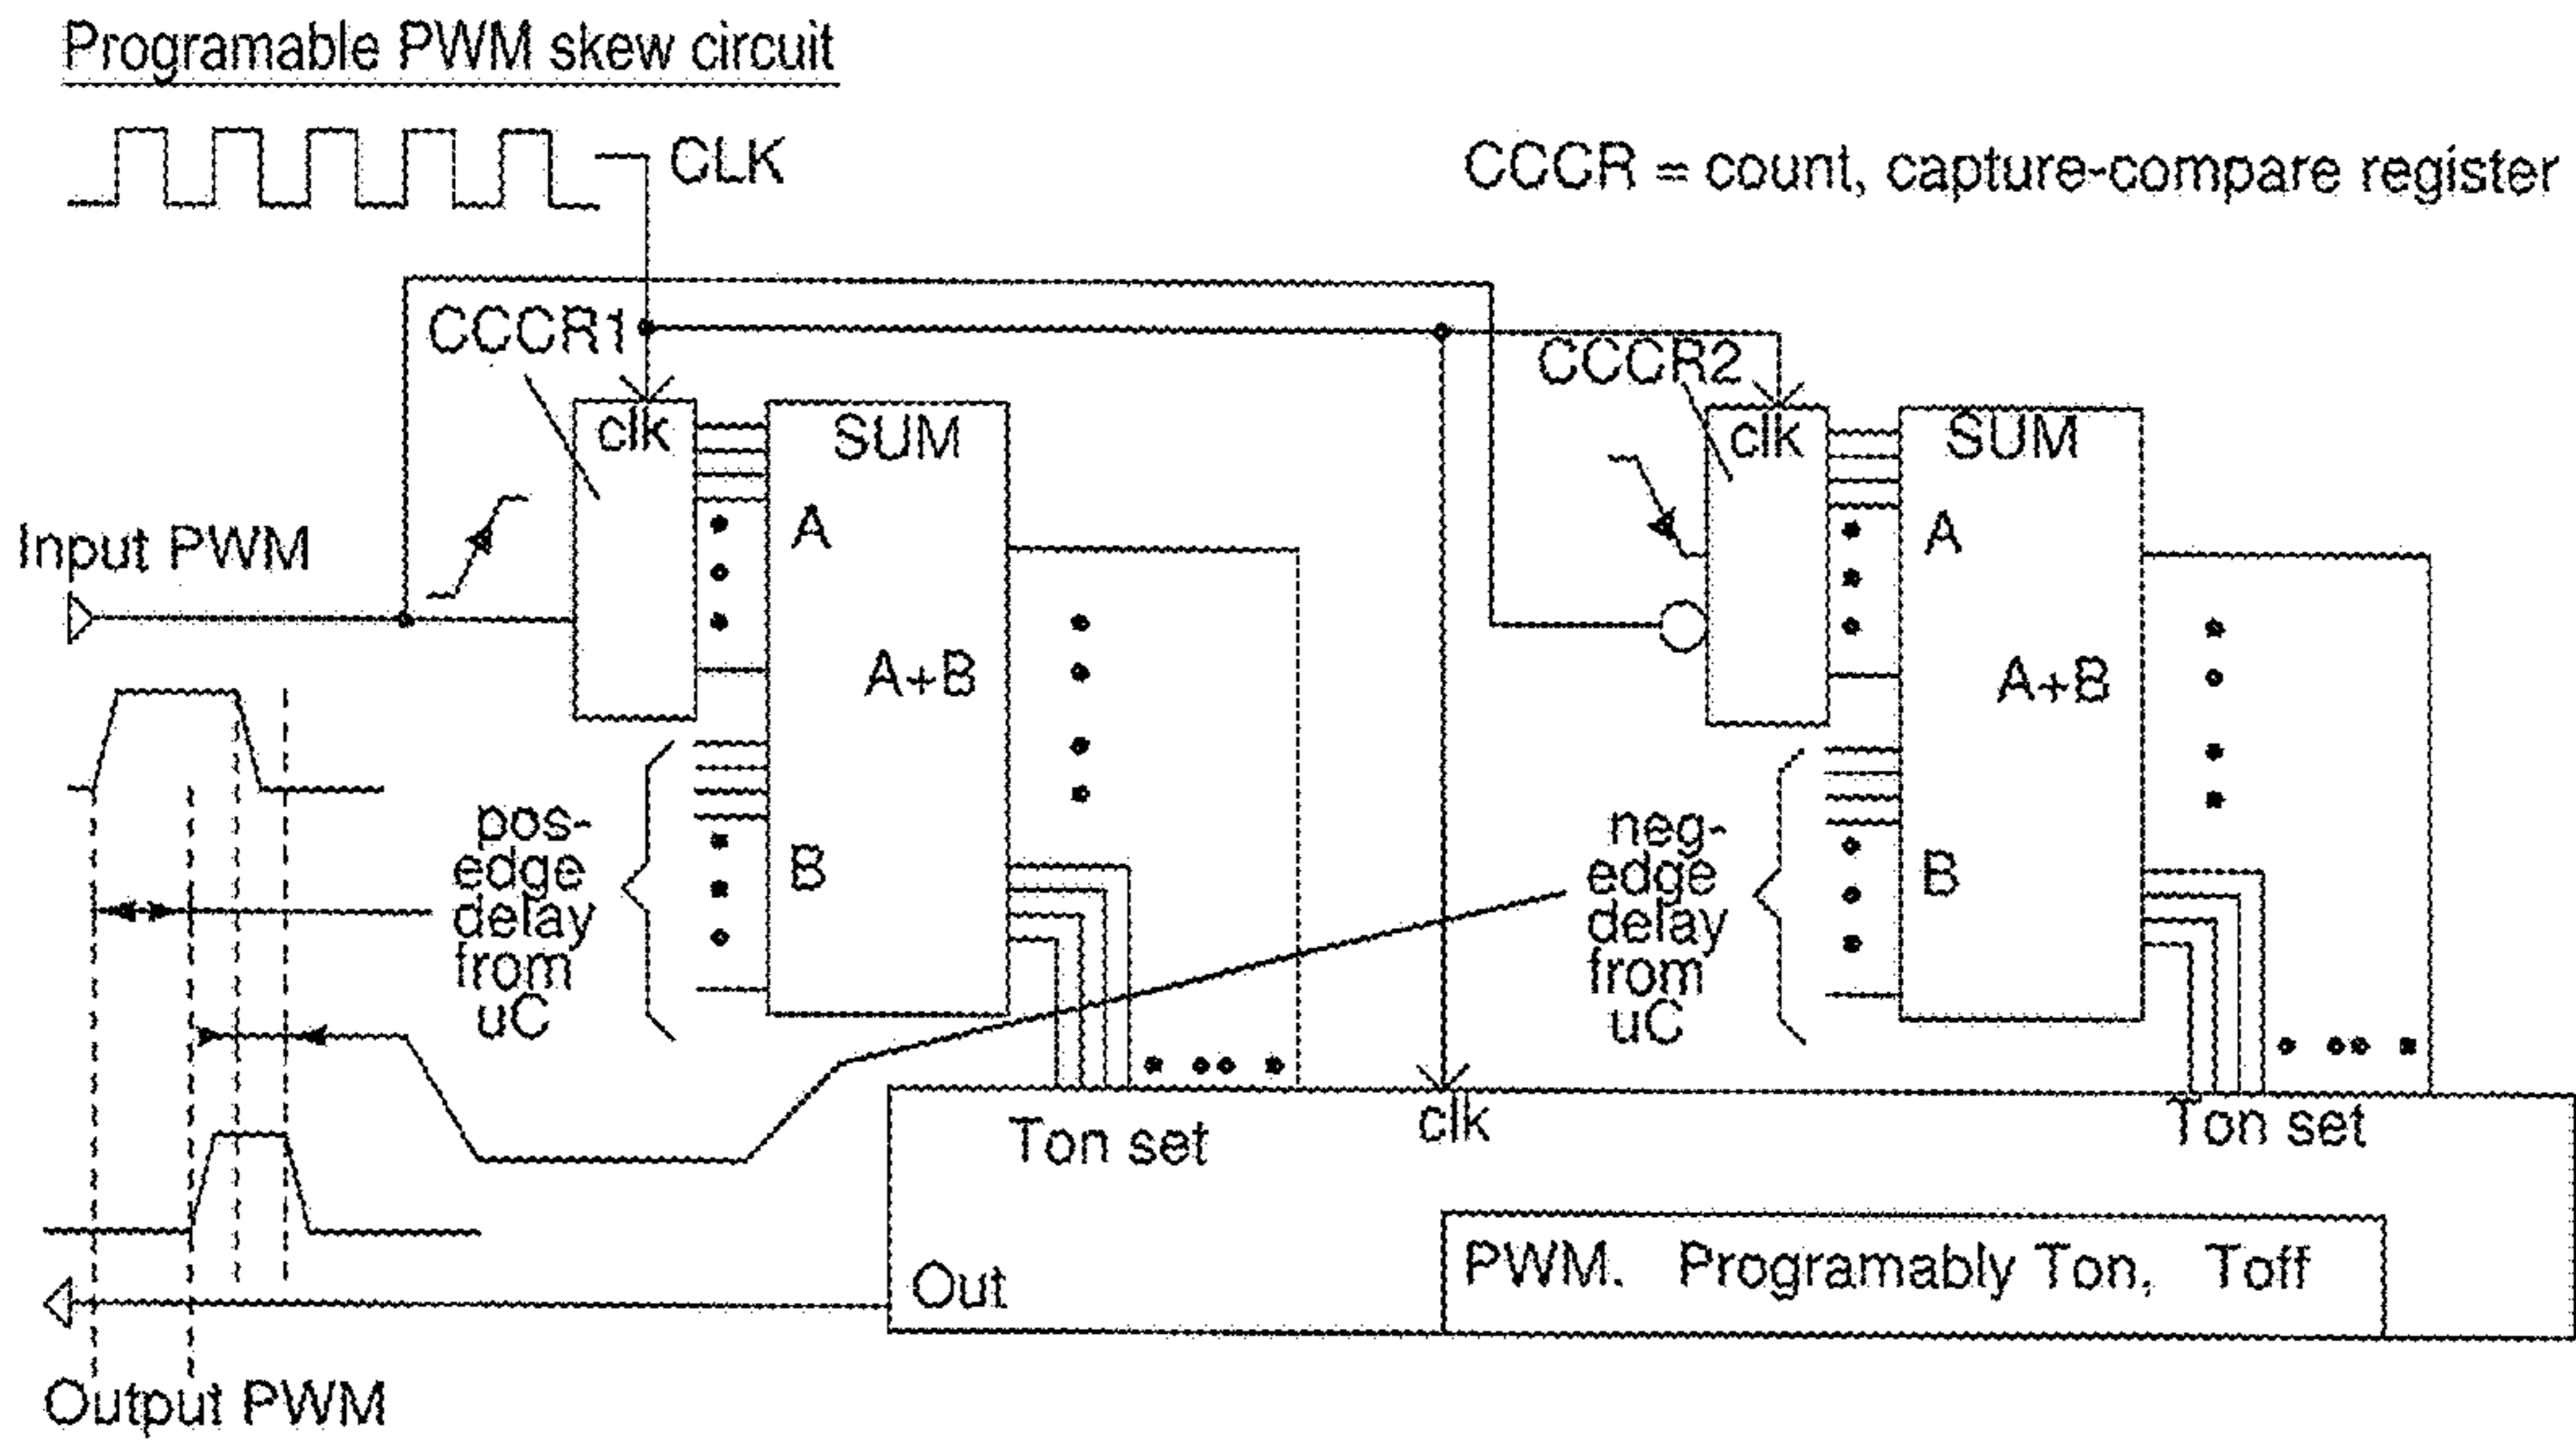 Programable PWM skew circuit
CLK
CCCR = count, capture-compare register
CCCR1
CCCR2
clk
SUM
clk
SUM
A
A
Input PWM
A+B
A+B
pos-
edge
delay
from
uC
B
neg-
edge
delay
from
uC
B
Ton set
clk
Ton set
Out
PWM. Programably Ton, Toff
Output PWM